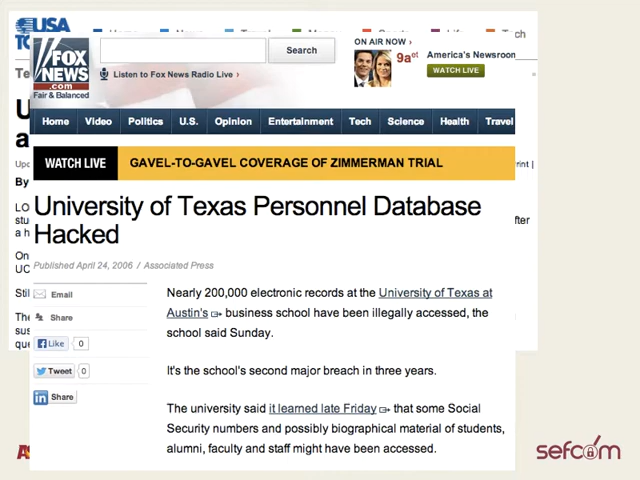 USA
FOX
NEWS
.com
Fair & Balanced
Search
Listen to Fox News Radio Live ›
ON AIR NOW ›
9aet
America's Newsroom
WATCH LIVE
Tech
Home Video Politics U.S. Opinion Entertainment Tech Science Health Travel
WATCH LIVE GAVEL-TO-GAVEL COVERAGE OF ZIMMERMAN TRIAL
By
University of Texas Personnel Database
Hacked
Published April 24, 2006 / Associated Press
Email
Share
Like 0
Tweet 0
Share
Nearly 200,000 electronic records at the University of Texas at
Austin's business school have been illegally accessed, the
school said Sunday.
It's the school's second major breach in three years.
The university said it learned late Friday that some Social
Security numbers and possibly biographical material of students,
alumni, faculty and staff might have been accessed.
sefcom